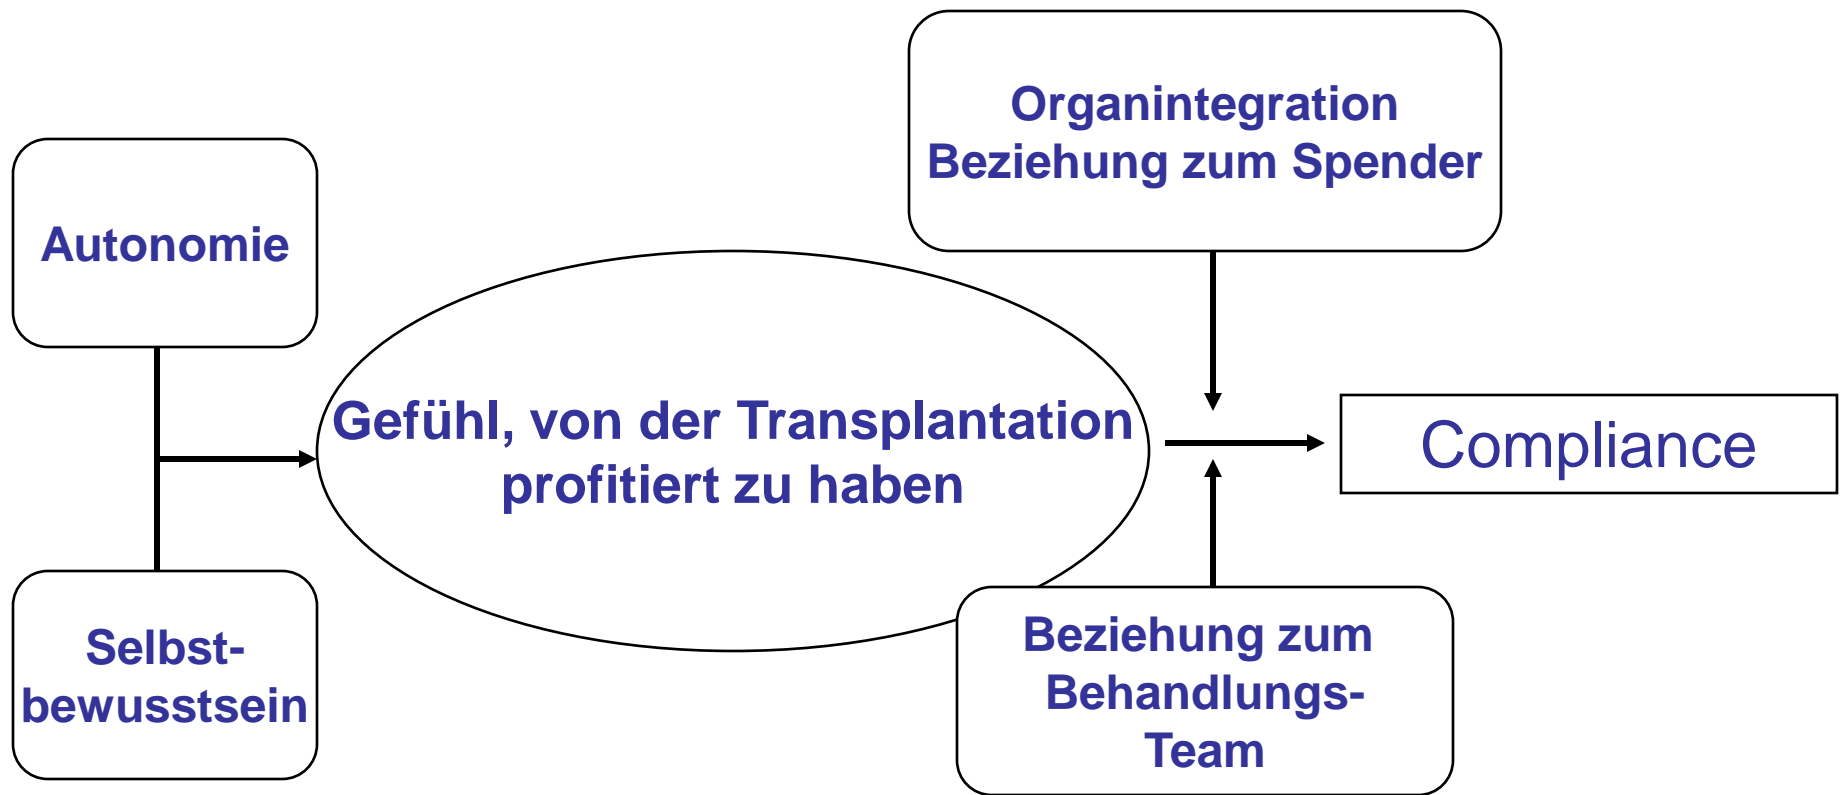 Organintegration
Beziehung zum Spender
Autonomie
Gefühl, von der Transplantation
profitiert zu haben
Compliance
Selbst-
bewusstsein
Beziehung zum
Behandlungs-
Team